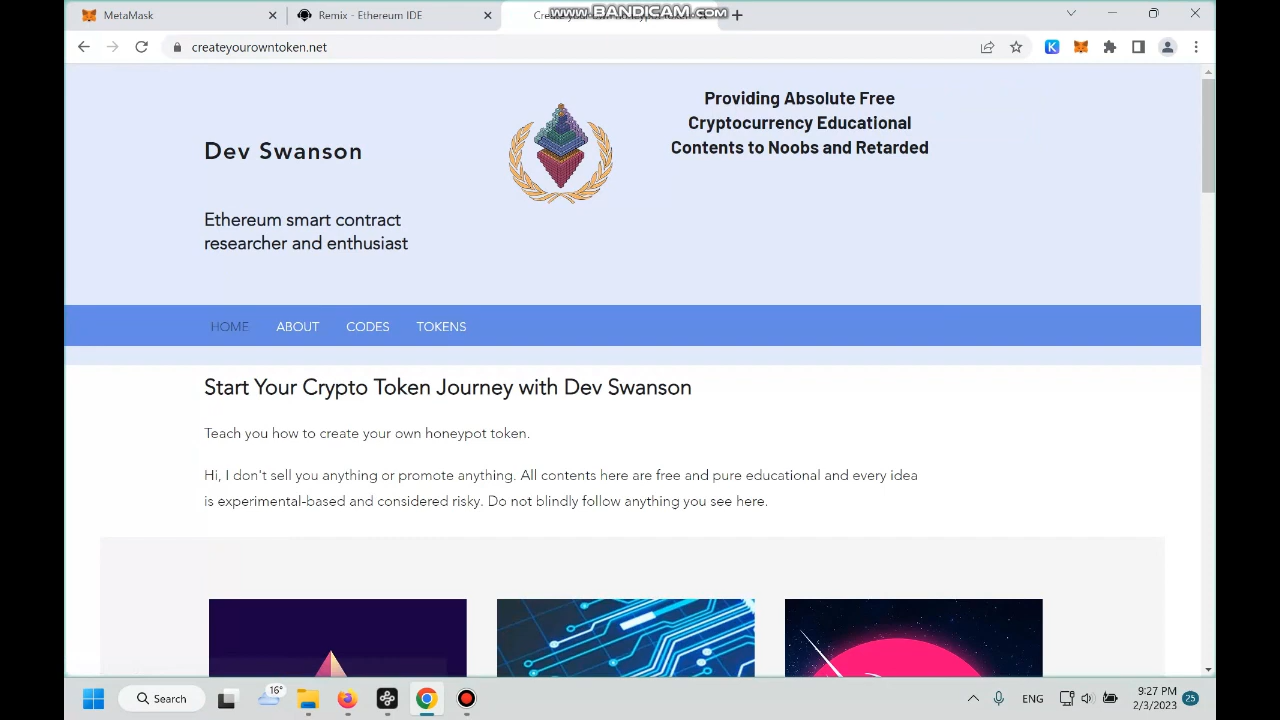 MetaMask
Remix - Ethereum IDE
www.BANDICAM.com
createyourowntoken.net
Providing Absolute Free
Cryptocurrency Educational
Contents to Noobs and Retarded
Dev Swanson
Ethereum smart contract
researcher and enthusiast
HOME ABOUT CODES TOKENS
Start Your Crypto Token Journey with Dev Swanson
Teach you how to create your own honeypot token.
Hi, I don't sell you anything or promote anything. All contents here are free and pure educational and every idea
is experimental-based and considered risky. Do not blindly follow anything you see here.
Search
16°
ENG
9:27 PM
2/3/2023
25